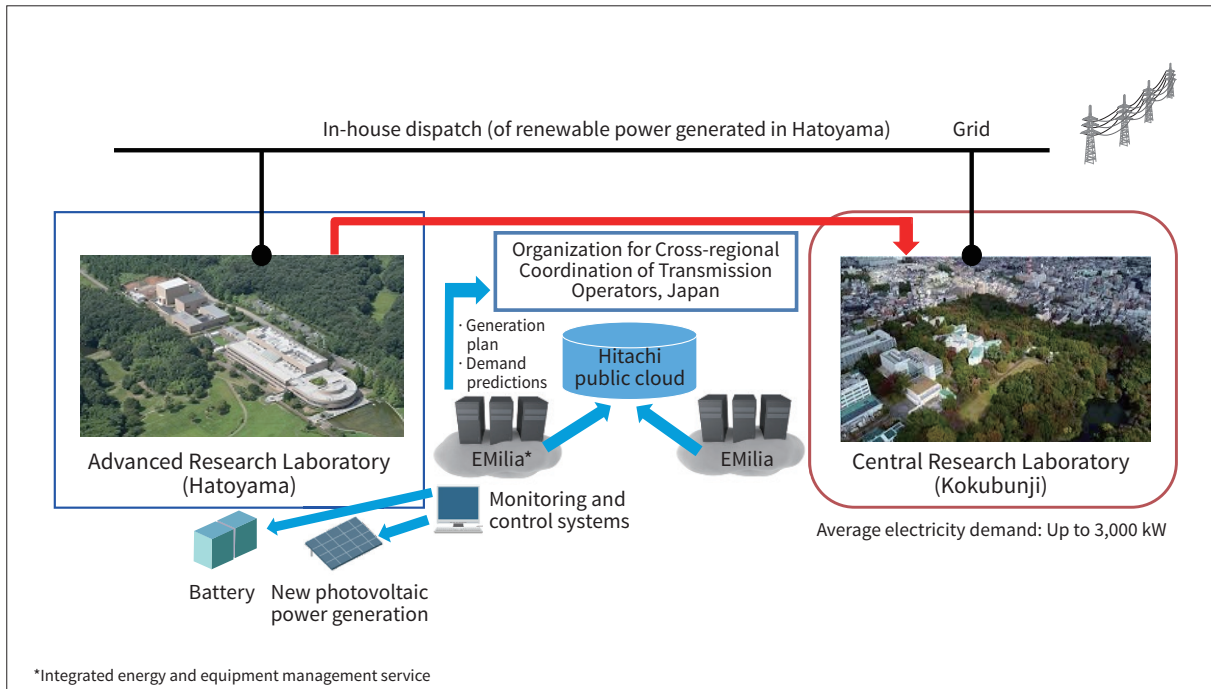 In-house dispatch (of renewable power generated in Hatoyama)
Grid
Organization for Cross-regional
Coordination of Transmission
Operators, Japan
· Generation
plan
· Demand
predictions
Hitachi
public cloud
EMilia*
EMilia
Advanced Research Laboratory
(Hatoyama)
Central Research Laboratory
(Kokubunji)
Monitoring and
control systems
Average electricity demand: Up to 3,000 kW
Battery
New photovoltaic
power generation
*Integrated energy and equipment management service